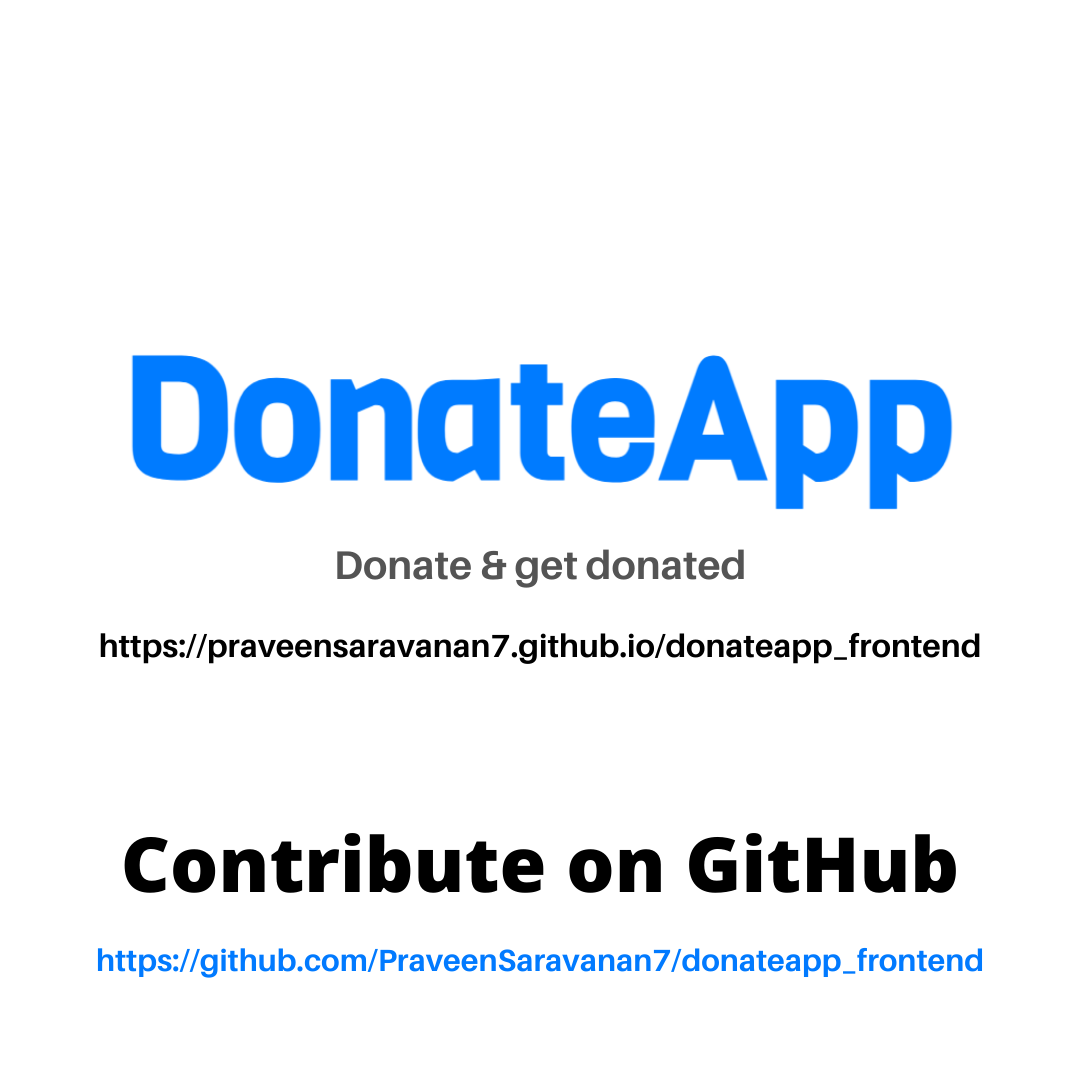 DonateApp
Donate & get donated
https://praveensaravanan7.github.io/donateapp_frontend
Contribute on GitHub
https://github.com/PraveenSaravanan7/donateapp_frontend